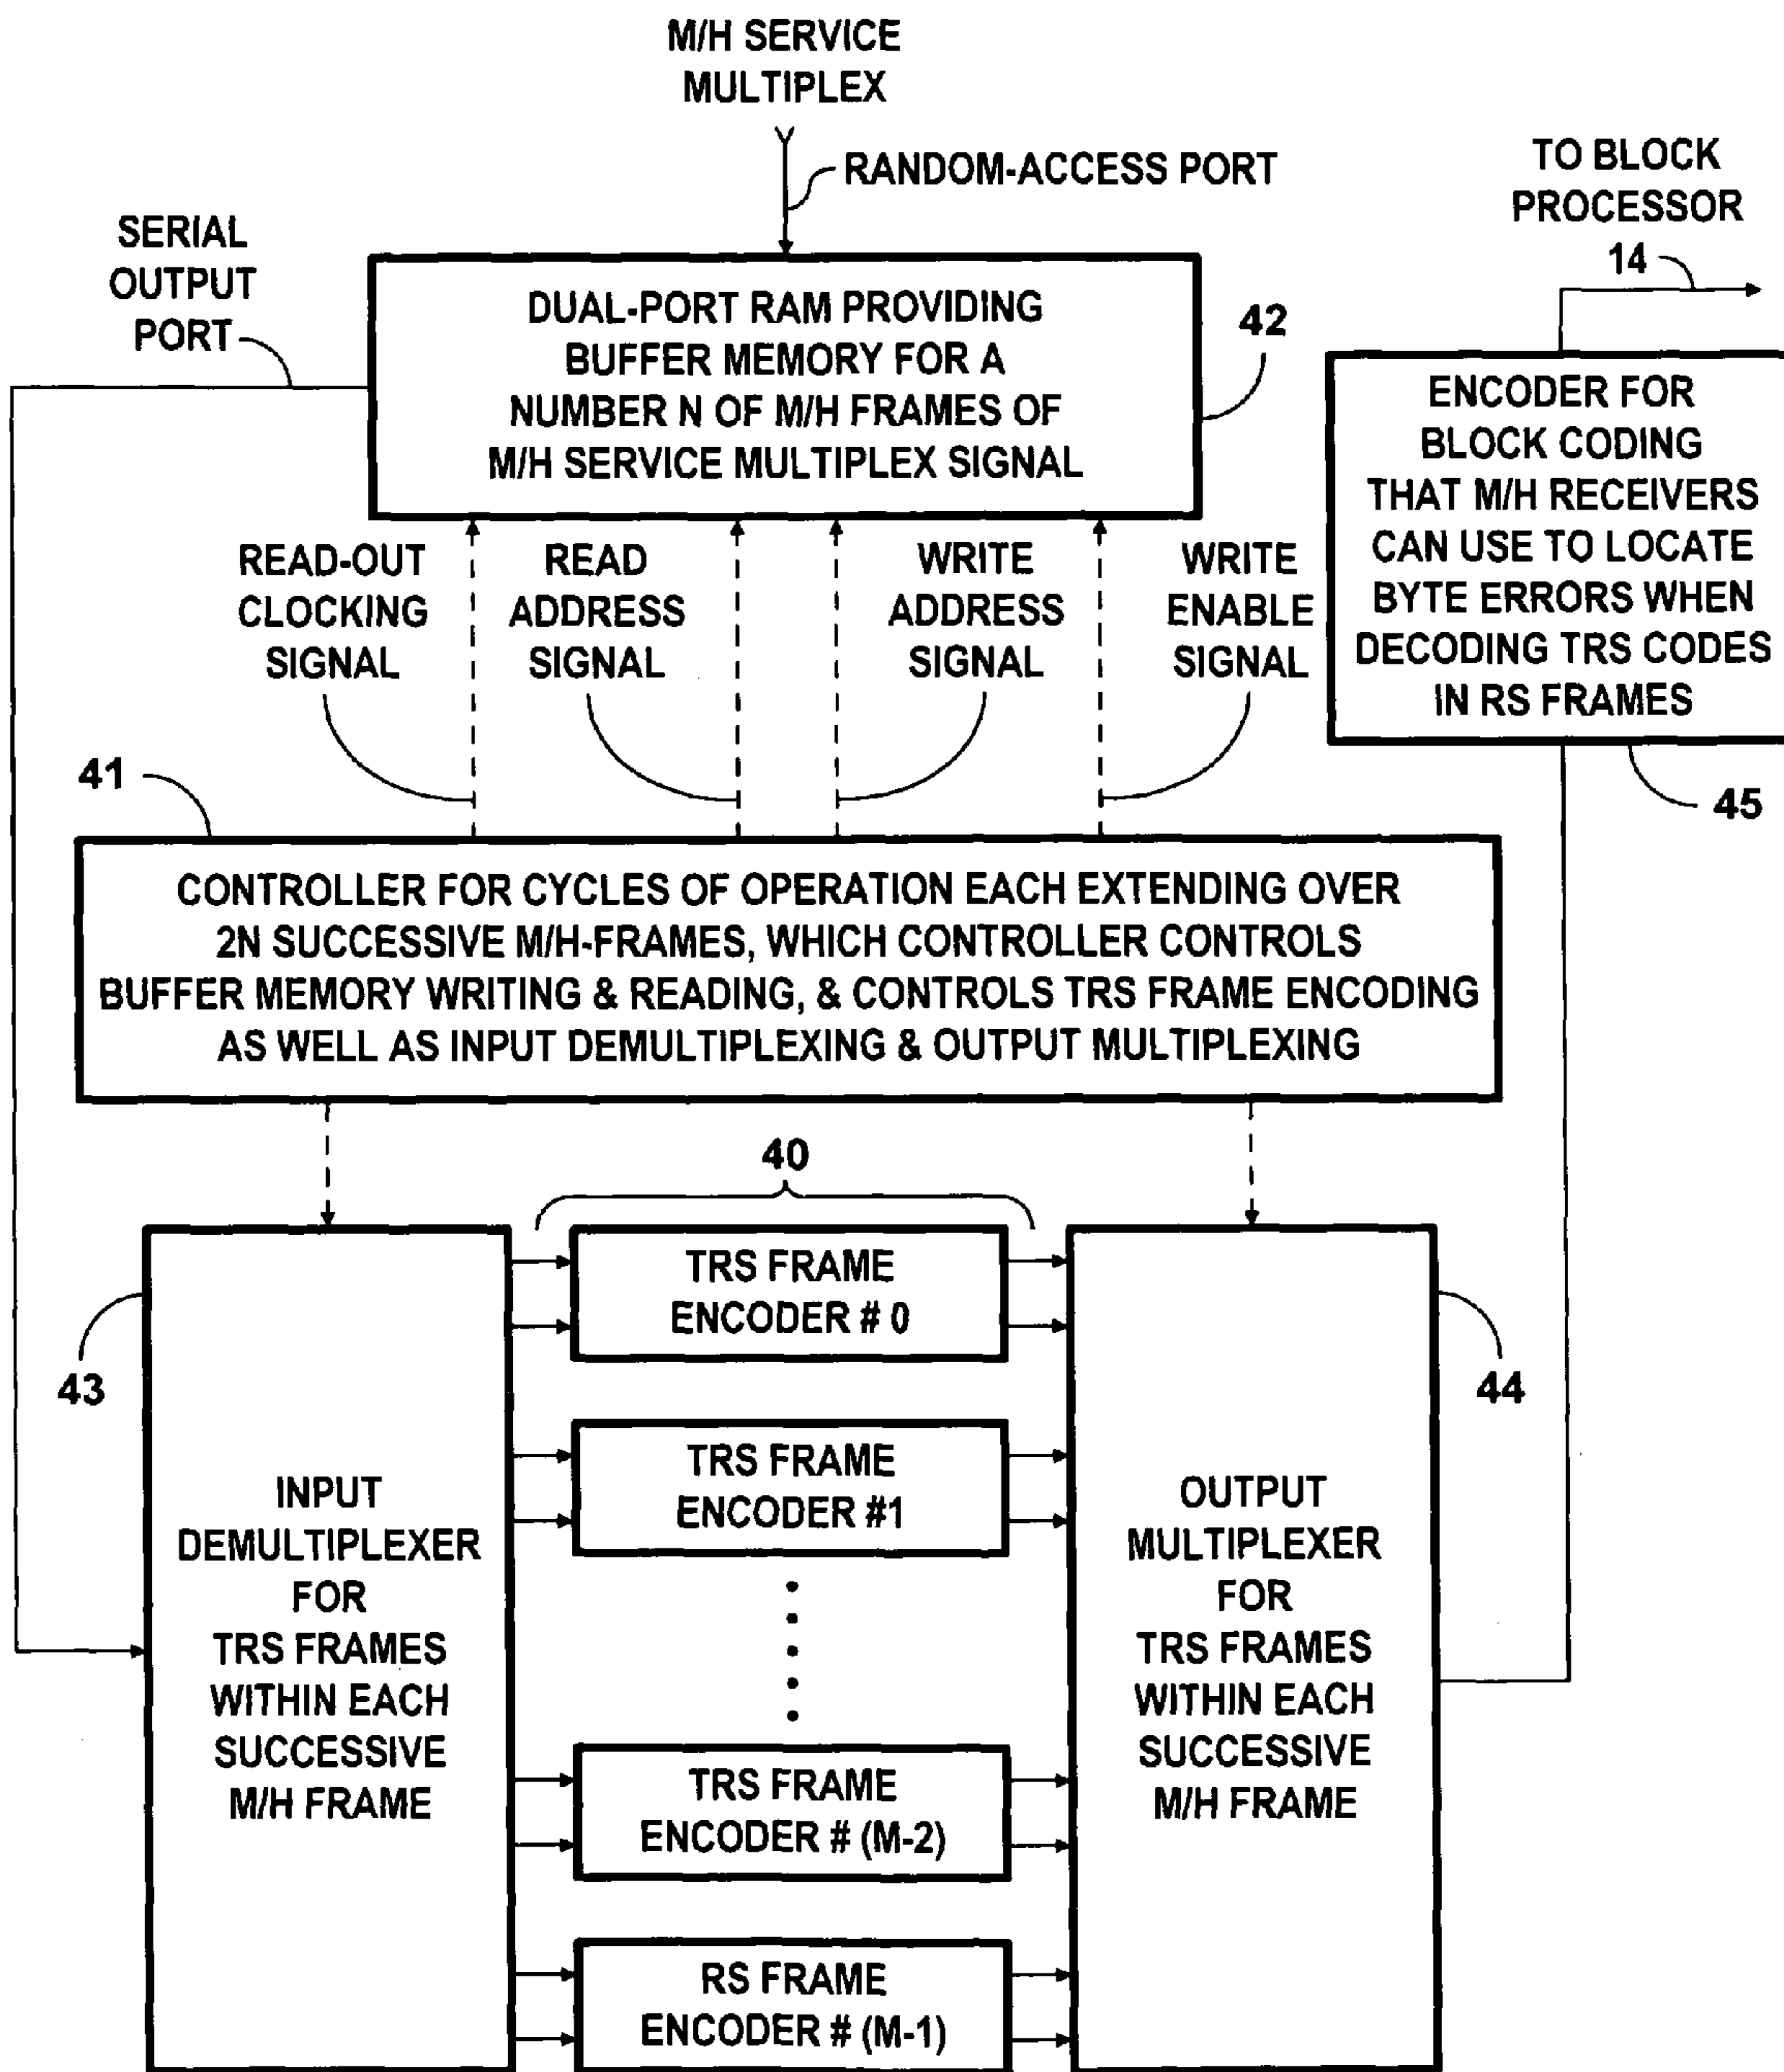 M/H SERVICE
MULTIPLEX
RANDOM-ACCESS PORT
TO BLOCK
PROCESSOR
14
SERIAL
OUTPUT
PORT
DUAL-PORT RAM PROVIDING
BUFFER MEMORY FOR A
NUMBER N OF M/H FRAMES OF
M/H SERVICE MULTIPLEX SIGNAL
42
ENCODER FOR
BLOCK CODING
THAT M/H RECEIVERS
CAN USE TO LOCATE
BYTE ERRORS WHEN
DECODING TRS CODES
IN RS FRAMES
45
READ-OUT
CLOCKING
SIGNAL
READ
ADDRESS
SIGNAL
WRITE
ADDRESS
SIGNAL
WRITE
ENABLE
SIGNAL
41
CONTROLLER FOR CYCLES OF OPERATION EACH EXTENDING OVER
2N SUCCESSIVE M/H-FRAMES, WHICH CONTROLLER CONTROLS
BUFFER MEMORY WRITING & READING, & CONTROLS TRS FRAME ENCODING
AS WELL AS INPUT DEMULTIPLEXING & OUTPUT MULTIPLEXING
40
43
INPUT
DEMULTIPLEXER
FOR
TRS FRAMES
WITHIN EACH
SUCCESSIVE
M/H FRAME
TRS FRAME
ENCODER # 0
TRS FRAME
ENCODER #1
TRS FRAME
ENCODER # (M-2)
RS FRAME
ENCODER # (M-1)
OUTPUT
MULTIPLEXER
FOR
TRS FRAMES
WITHIN EACH
SUCCESSIVE
M/H FRAME
44